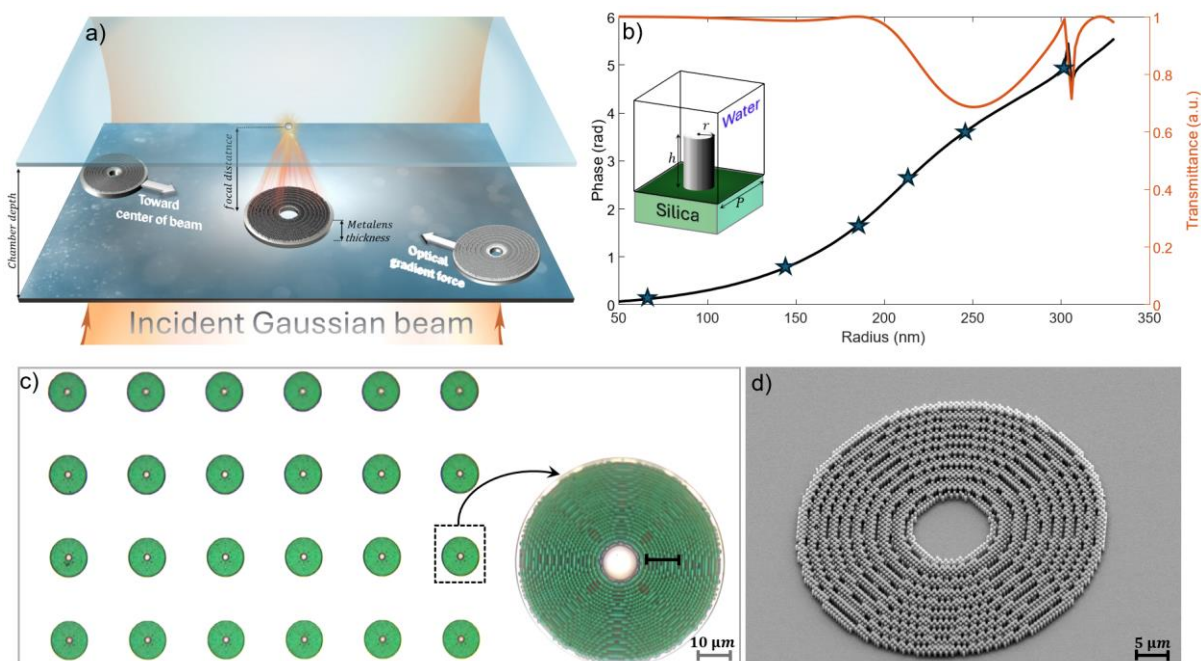 a)
focal distatnce
Toward
center of beam
Metalens
thickness
Optical
gradient force
Chamber depth
Incident Gaussian beam
b)
6
5
4
3
2
1
0
Phase (rad)
50
100
150
200
250
300
350
Radius (nm)
1
0.8
0.6
0.4
0.2
0
Transmittance (a.u.)
Water
r
h
P
Silica
c)
10 μm
d)
5 μm